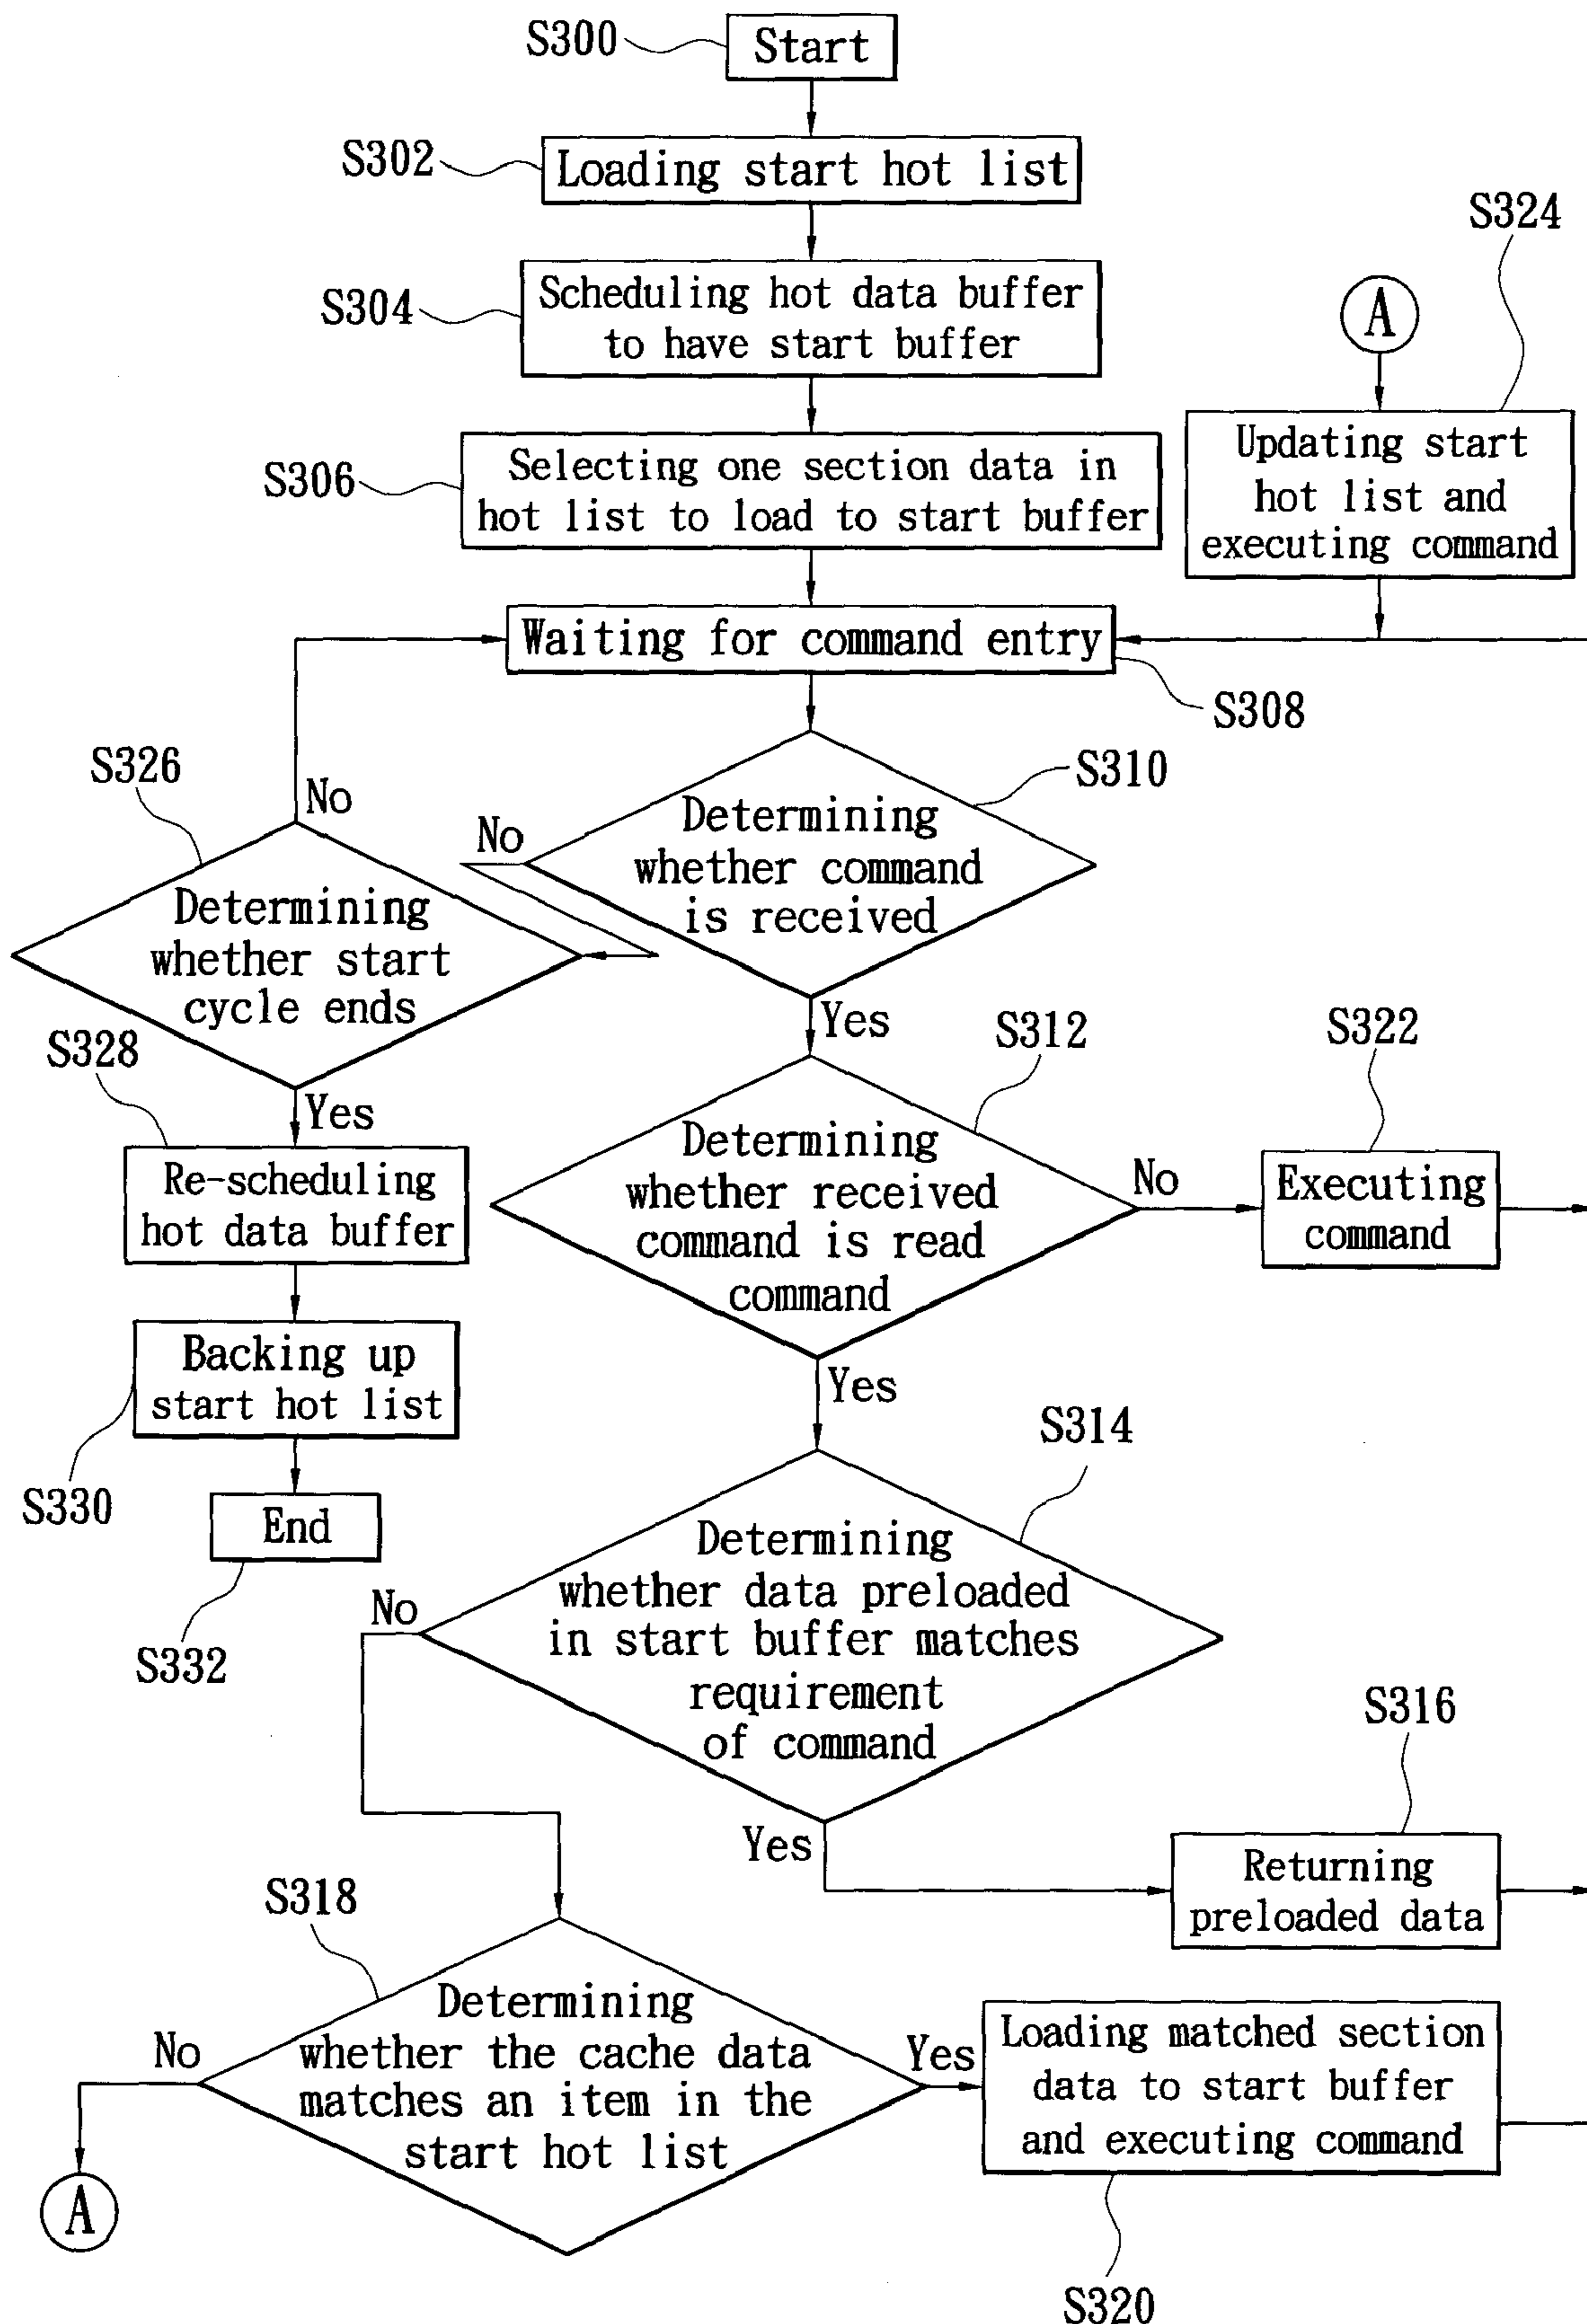 S300
Start
S302
Loading start hot list
S324
S304
Scheduling hot data buffer
to have start buffer
A
S306
Selecting one section data in
hot list to load to start buffer
Updating start
hot list and
executing command
Waiting for command entry
S308
S326
No
S310
No
Determining
whether command
is received
Determining
whether start
cycle ends
Yes
S312
S322
S328
Yes
Determining
whether received
command is read
command
No
Executing
command
Re-scheduling
hot data buffer
Backing up
start hot list
Yes
S314
S330
End
S332
No
Determining
whether data preloaded
in start buffer matches
requirement
of command
S316
Yes
Returning
preloaded data
S318
Determining
whether the cache data
matches an item in the
start hot list
No
Yes
Loading matched section
data to start buffer
and executing command
A
S320